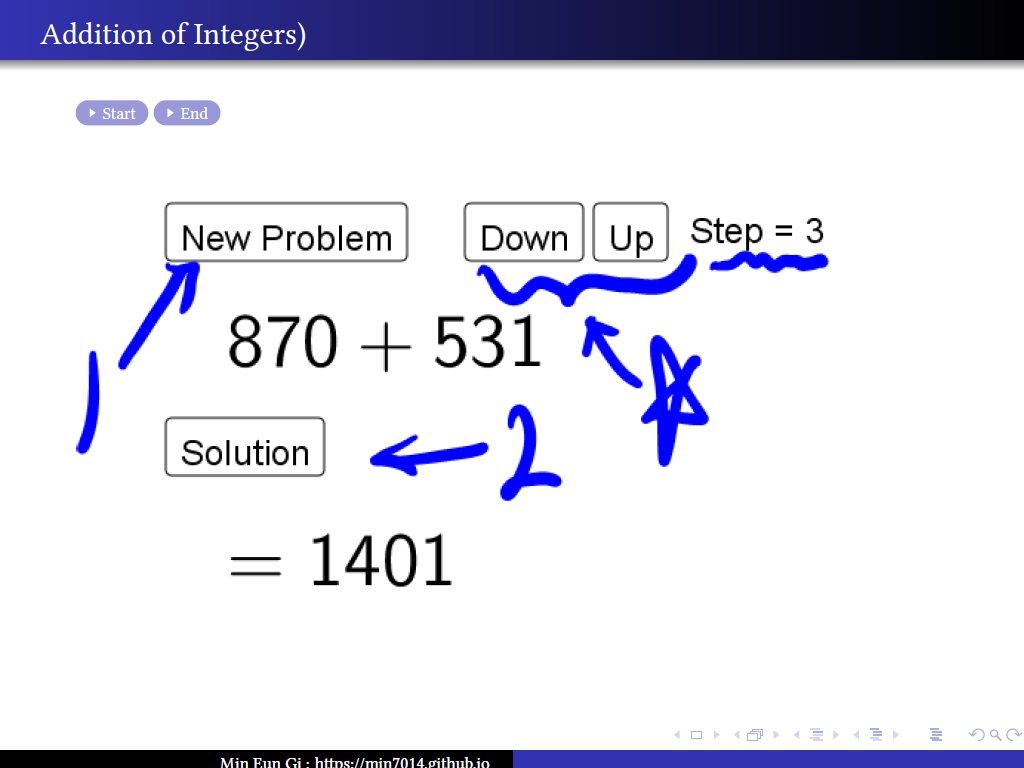 Addition of Integers)
Start End
New Problem Down Up Step = 3
870 + 531
1
Solution
2
= 1401
Min Eun Gi : https://min7014.github.io